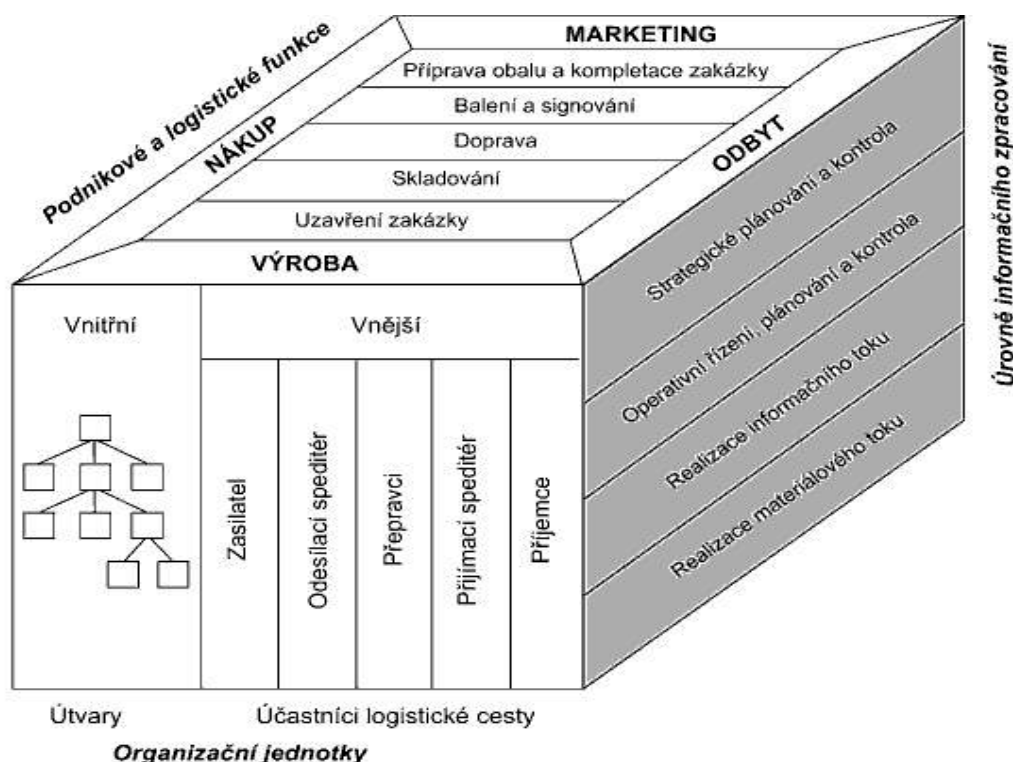 MARKETING
Podnikové a logistické funkce
NÁKUP
Příprava obalu a kompletace zakázky
Balení a signování
Doprava
Skladování
Uzavření zakázky
ODBYT
VÝROBA
Strategické plánování a kontrola
Operativní řízení, plánování a kontrola
Realizace informačního toku
Realizace materiálového toku
Úrovně informačního zpracování
Vnitřní
Vnější
Zasilatel
Odesílací speditér
Přepravci
Přijímací speditér
Příjemce
Útvary
Účastníci logistické cesty
Organizační jednotky